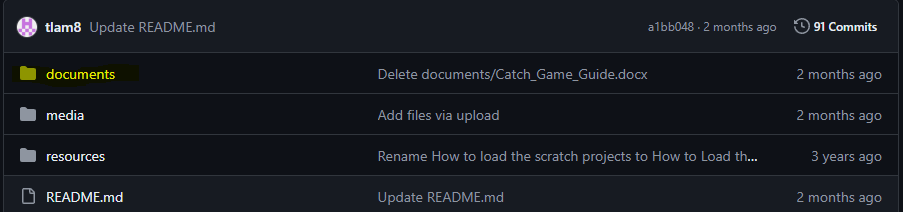 tlam8 Update README.md a1bb048 · 2 months ago 91 Commits
documents Delete documents/Catch_Game_Guide.docx 2 months ago
media Add files via upload 2 months ago
resources Rename How to load the scratch projects to How to Load th... 3 years ago
README.md Update README.md 2 months ago